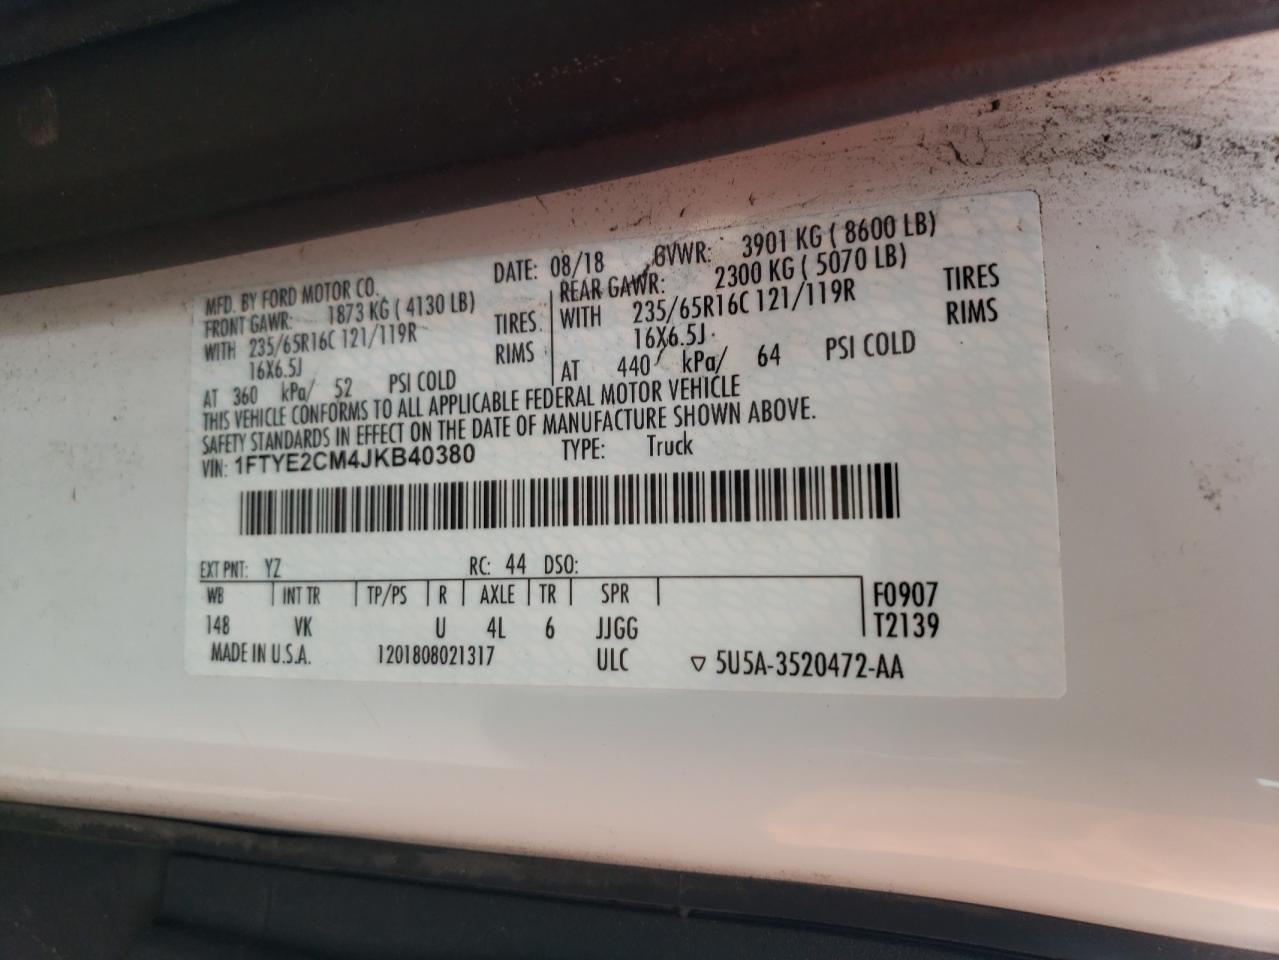 MFD. BY FORD MOTOR CO. DATE: 08/18 GVWR: 3901 KG ( 8600 LB)
FRONT GAWR: 1873 KG ( 4130 LB) REAR GAWR: 2300 KG ( 5070 LB)
WITH 235/65R16C 121/119R TIRES WITH 235/65R16C 121/119R TIRES
16X6.5J RIMS 16X6.5J RIMS
AT 360 kPa/ 52 PSI COLD AT 440 kPa/ 64 PSI COLD
THIS VEHICLE CONFORMS TO ALL APPLICABLE FEDERAL MOTOR VEHICLE
SAFETY STANDARDS IN EFFECT ON THE DATE OF MANUFACTURE SHOWN ABOVE.
VIN: 1FTYE2CM4JKB40380 TYPE: Truck
EXT PNT: YZ RC: 44 DSO:
WB INT TR TP/PS R AXLE TR SPR F0907
148 VK U 4L 6 JJGG T2139
MADE IN U.S.A. 1201808021317 ULC ▽ 5U5A-3520472-AA